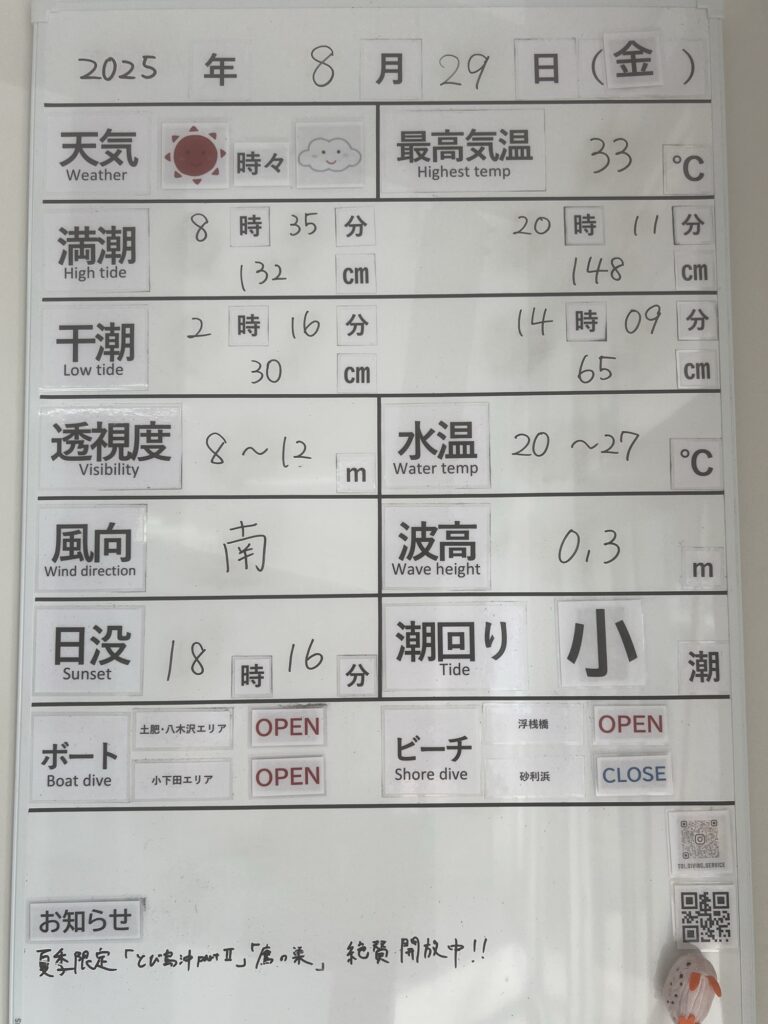 2025 年 8 月 29 日 (金)
天気 時々 最高気温 33 ℃
Weather Highest temp
満潮 8 時 35 分 20 時 11 分
High tide 132 cm 148 cm
干潮 2 時 16 分 14 時 09 分
Low tide 30 cm 65 cm
透視度 8~12 m 水温 20~27 ℃
Visibility Water temp
風向 南 波高 0.3 m
Wind direction Wave height
日没 18 時 16 分 潮回り 小 潮
Sunset Tide
ボート 土肥・八木沢エリア OPEN ビーチ 浮桟橋 OPEN
Boat dive 小下田エリア OPEN Shore dive 砂利浜 CLOSE
TOI_DIVING_SERVICE
お知らせ
夏季限定「とび島沖partⅡ」「鷹の巣」 絶賛開放中!!